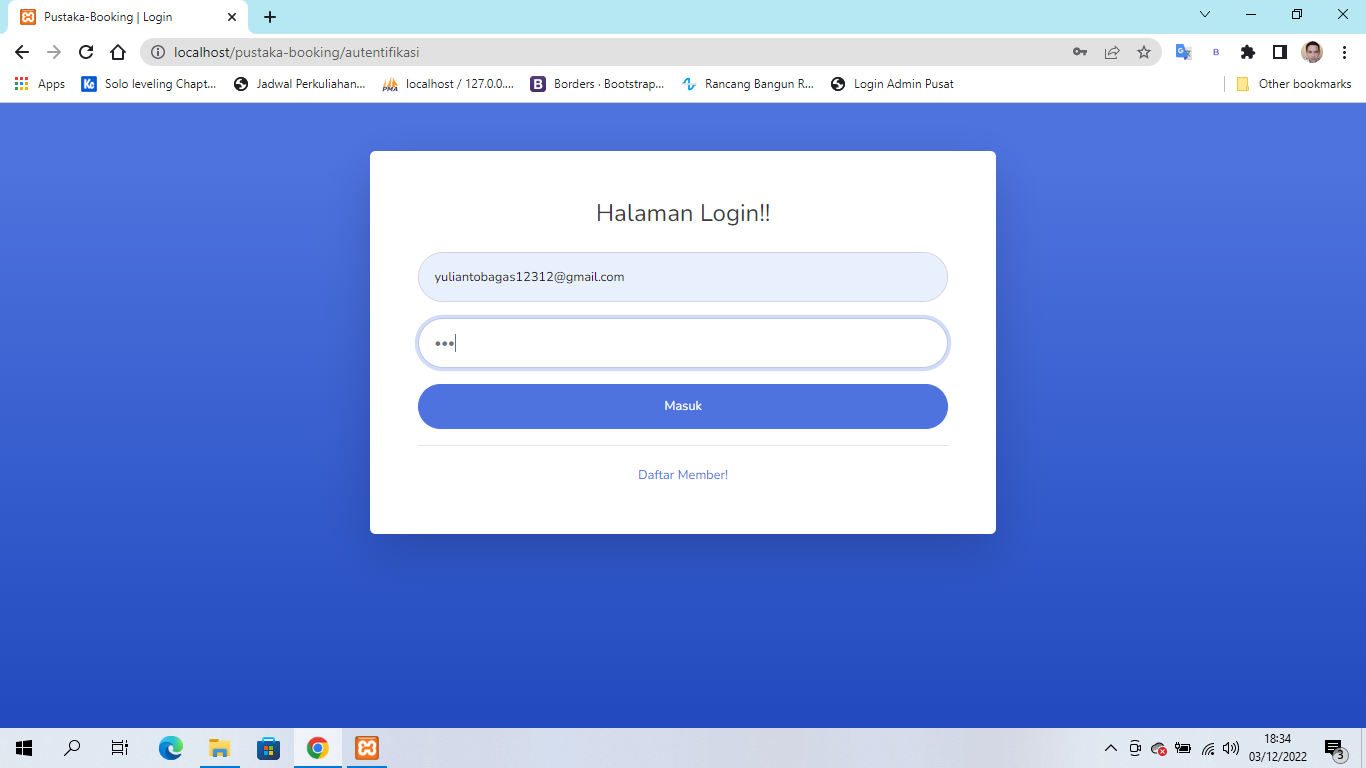 Pustaka-Booking | Login
localhost/pustaka-booking/autentifikasi
Apps Solo leveling Chapt... Jadwal Perkuliahan... localhost / 127.0.0.... Borders · Bootstrap... Rancang Bangun R... Login Admin Pusat Other bookmarks
Halaman Login!!
yuliantobagas12312@gmail.com
•••
Masuk
Daftar Member!
18:34
03/12/2022
3